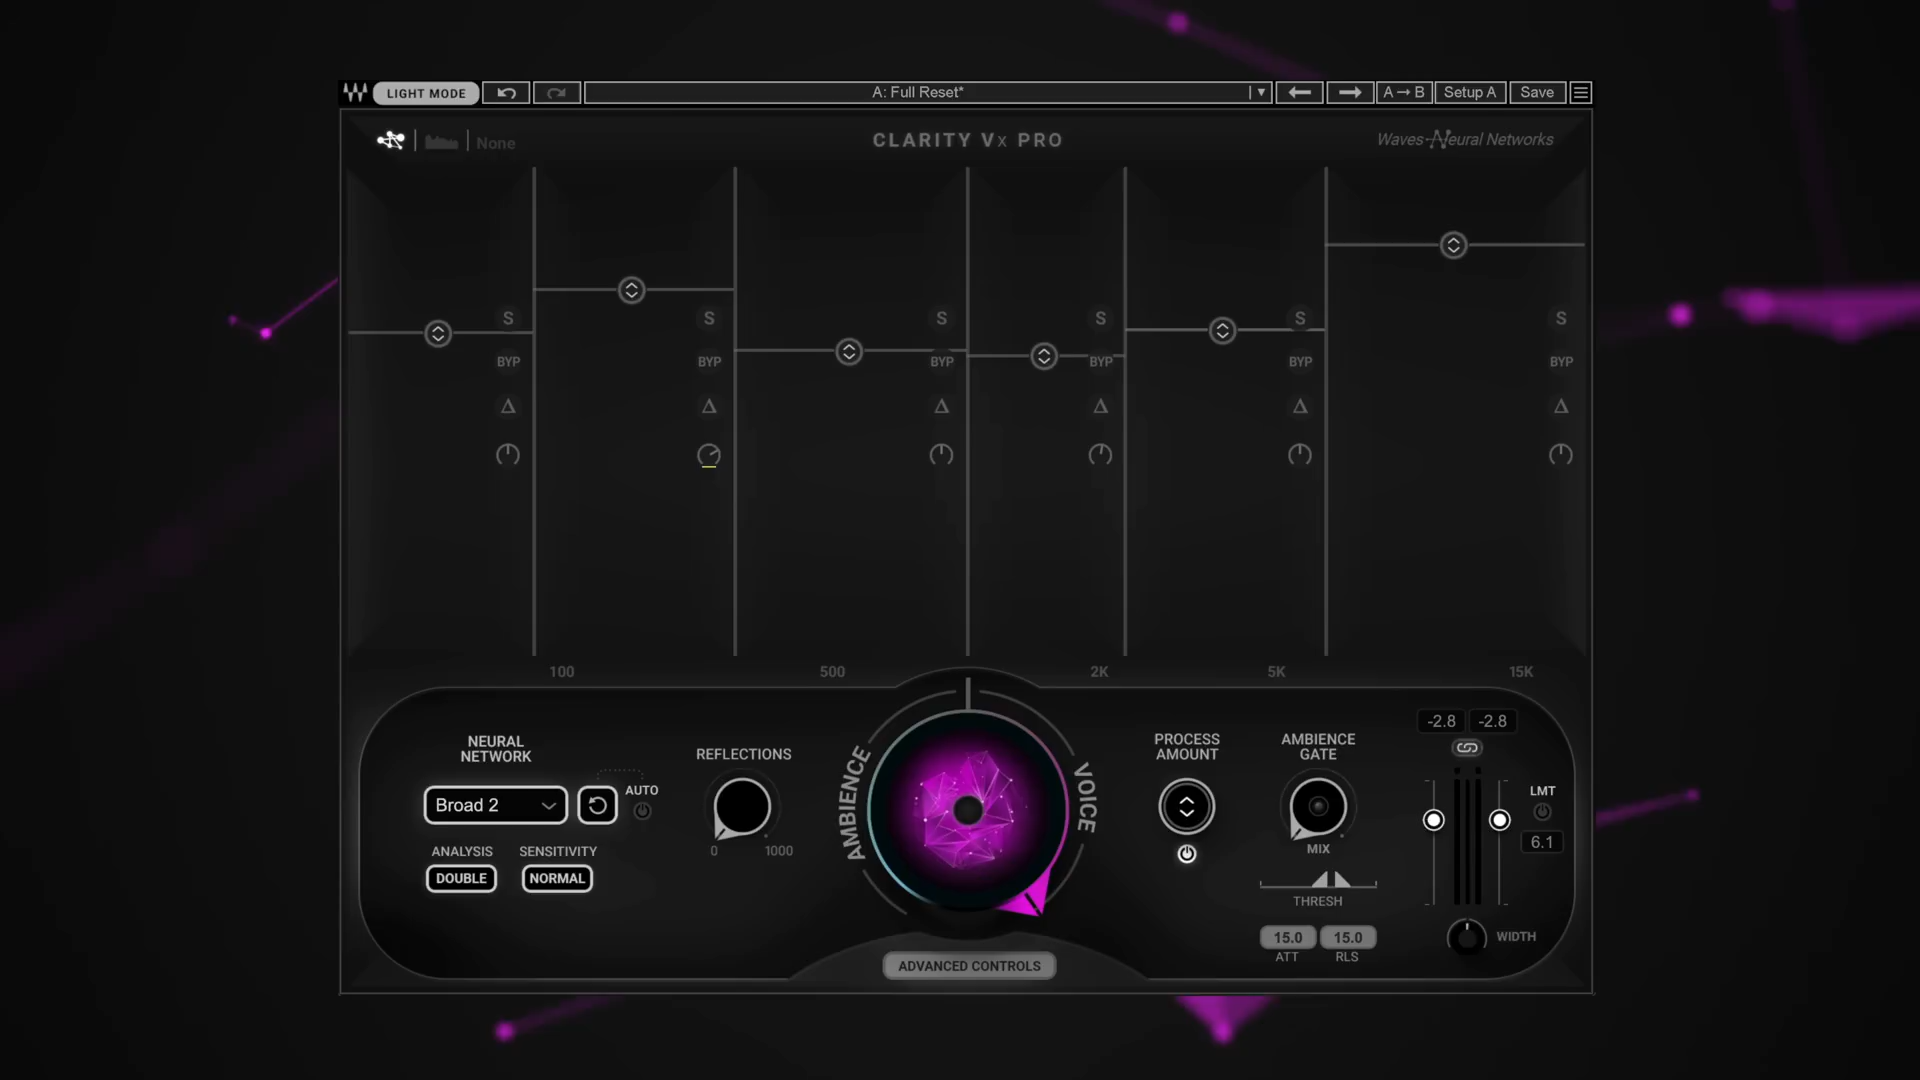 LIGHT MODE
A: Full Reset*
A → B
Setup A
Save
None
CLARITY Vx PRO
Waves Neural Networks
S
S
S
S
S
S
BYP
BYP
BYP
BYP
BYP
BYP
Δ
Δ
Δ
Δ
Δ
Δ
100
500
2K
5K
15K
NEURAL
NETWORK
Broad 2
AUTO
ANALYSIS
SENSITIVITY
DOUBLE
NORMAL
REFLECTIONS
0
1000
AMBIENCE
VOICE
ADVANCED CONTROLS
PROCESS
AMOUNT
AMBIENCE
GATE
MIX
THRESH
15.0
15.0
ATT
RLS
-2.8
-2.8
LMT
6.1
WIDTH